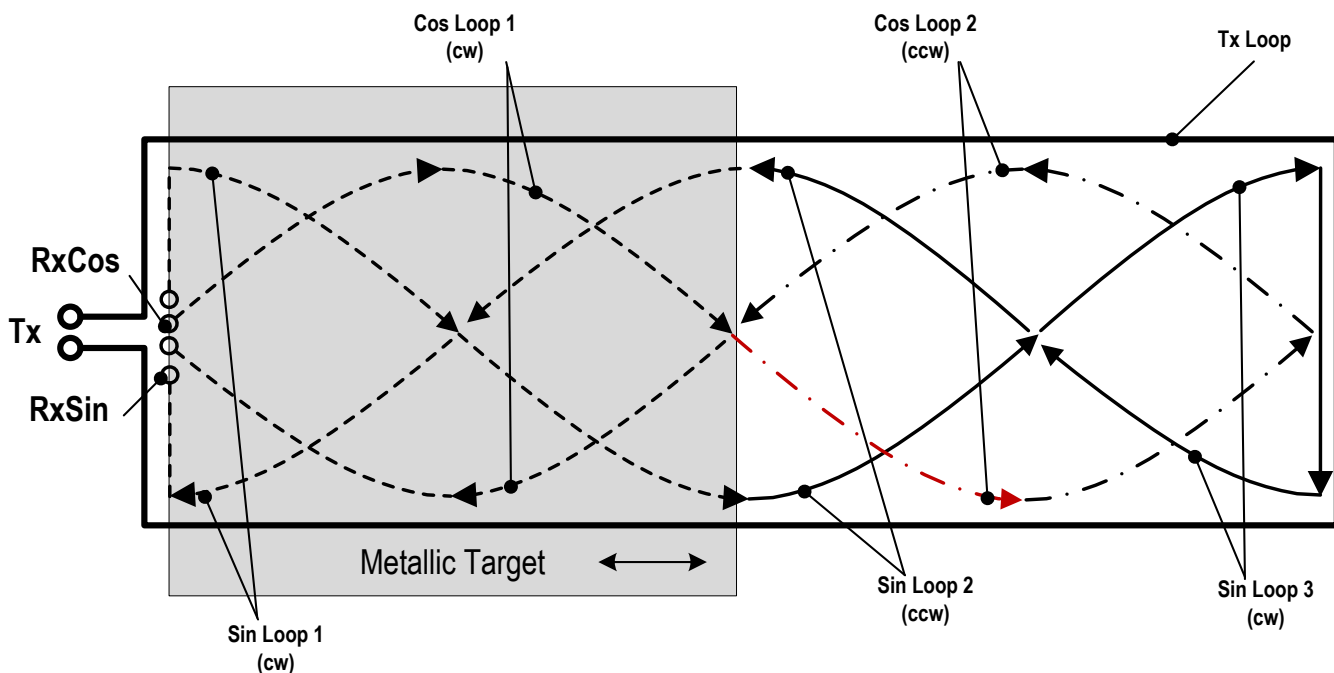 Cos Loop 1
(cw)
Cos Loop 2
(ccw)
Tx Loop
RxCos
Tx
RxSin
Metallic Target
Sin Loop 1
(cw)
Sin Loop 2
(ccw)
Sin Loop 3
(cw)